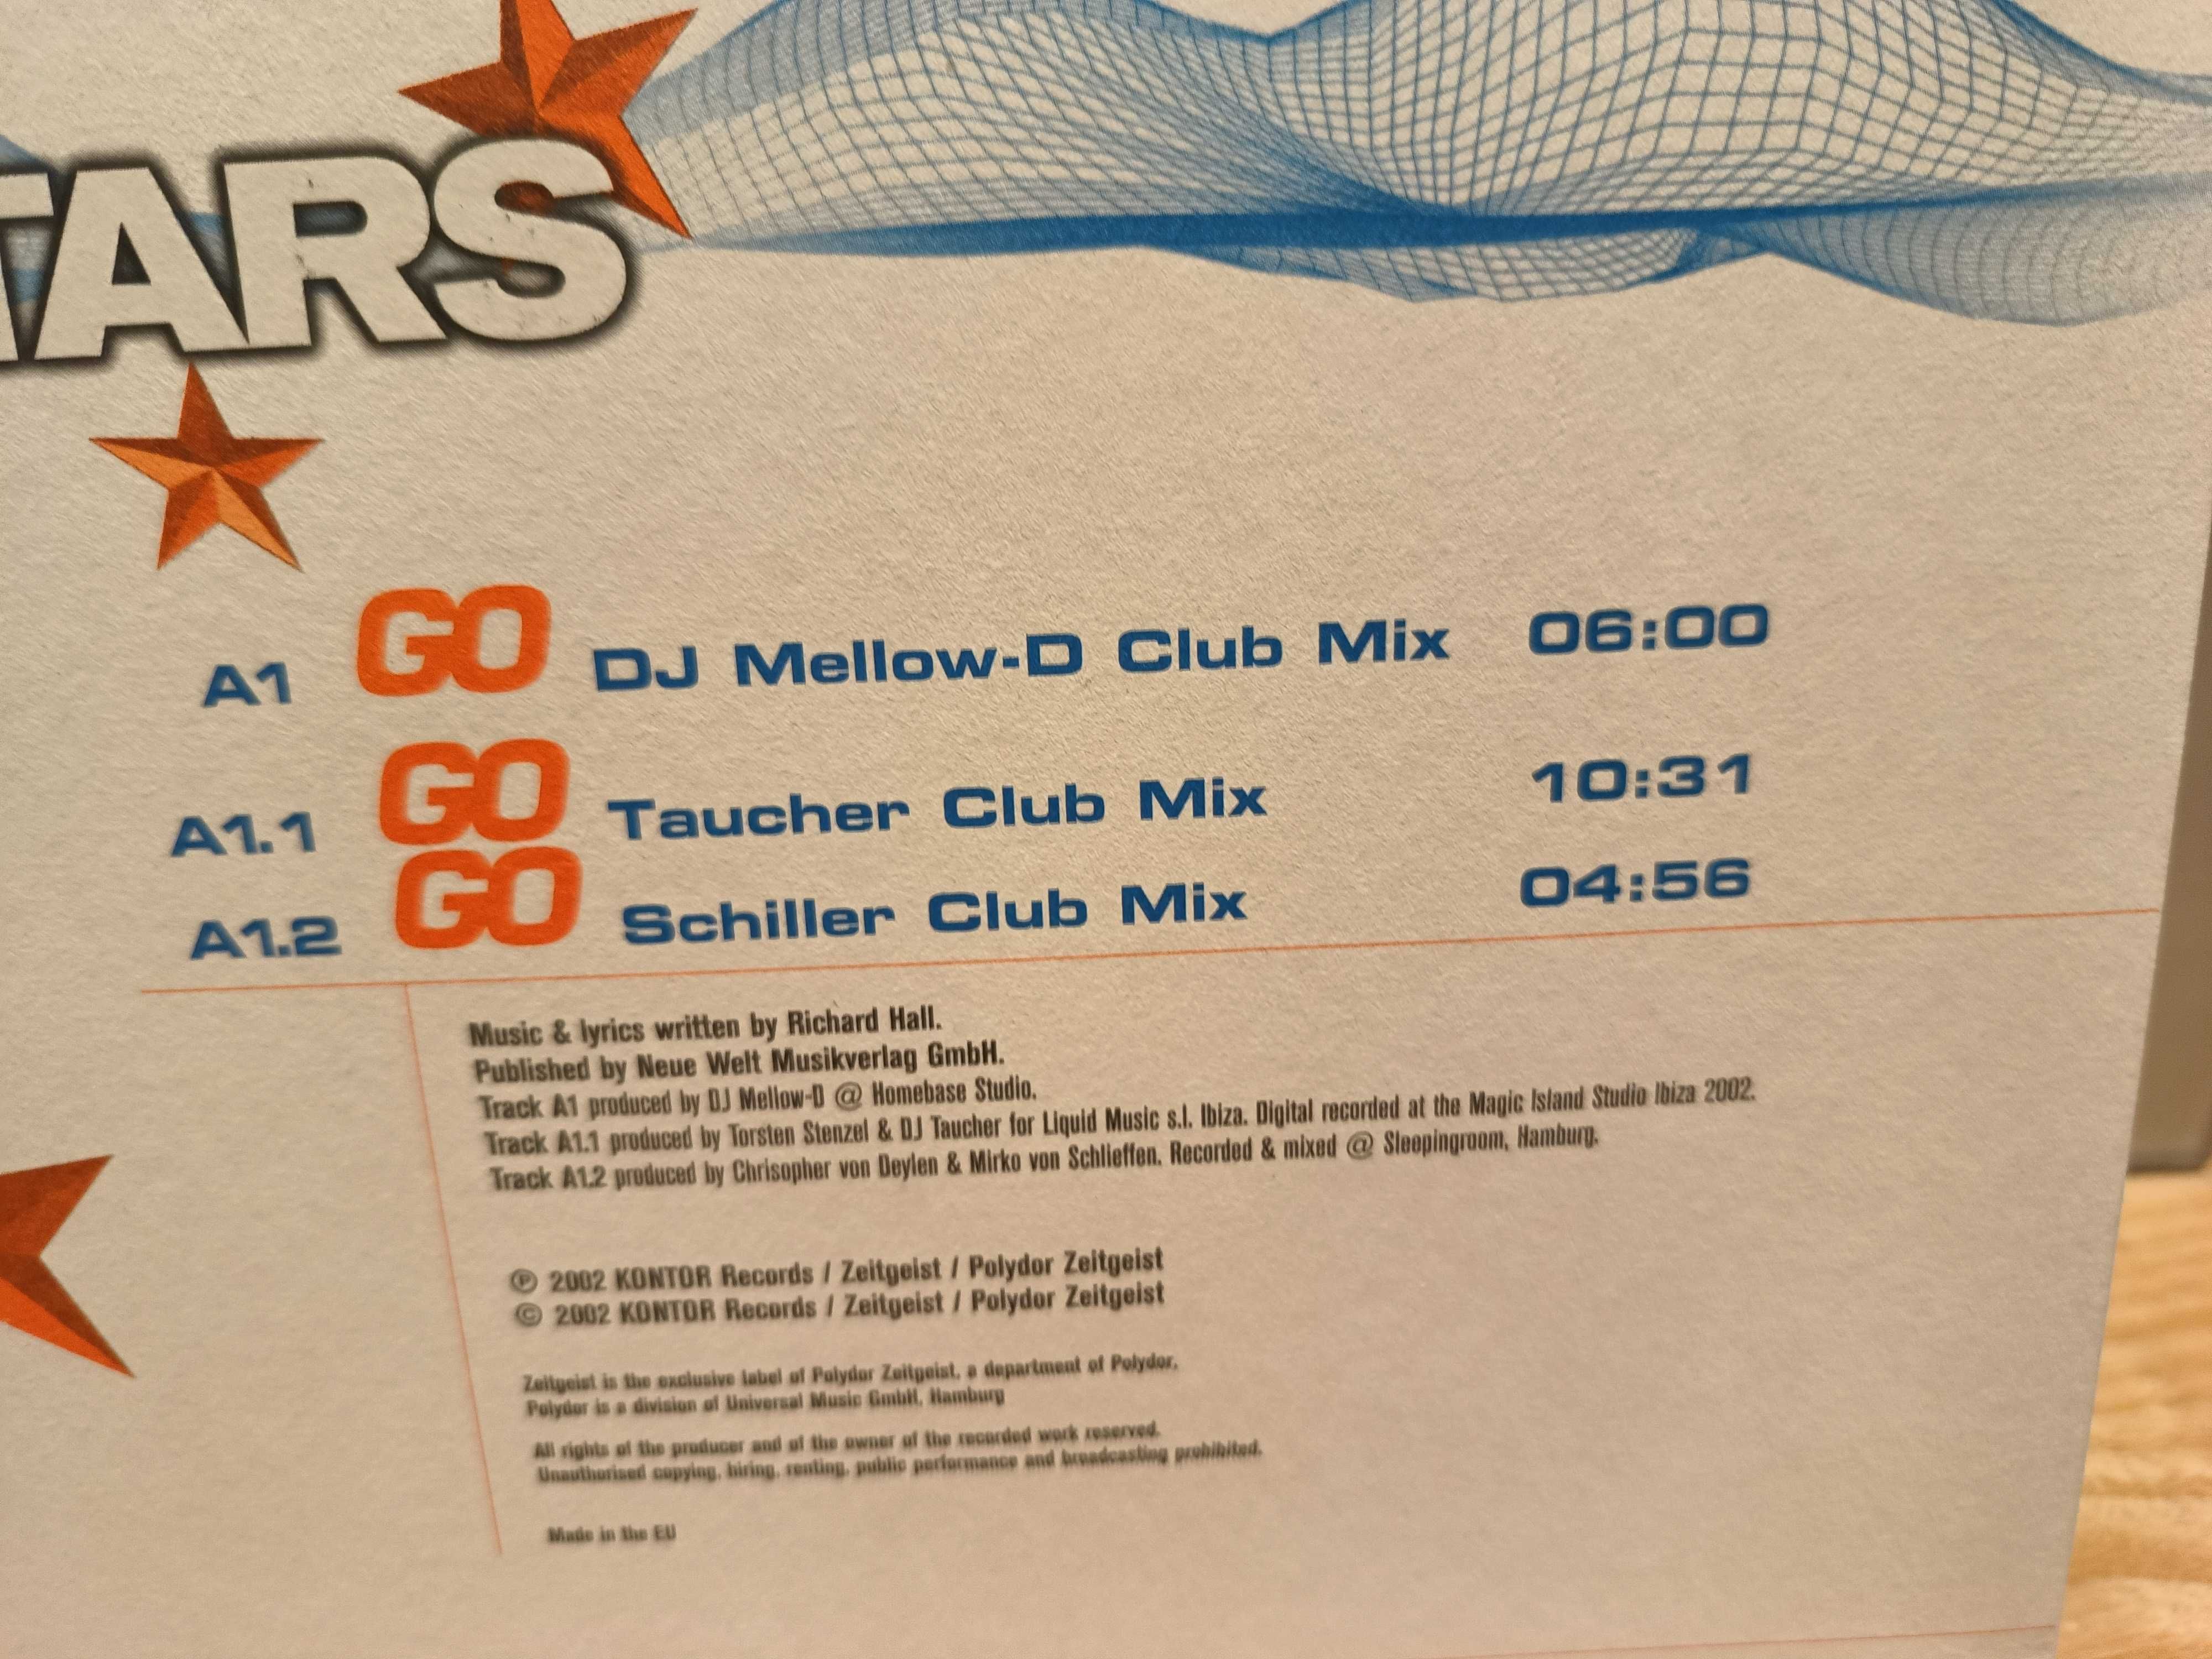 TARS
A1 GO DJ Mellow-D Club Mix 06:00
A1.1 GO Taucher Club Mix 10:31
A1.2 GO Schiller Club Mix 04:56
Music & lyrics written by Richard Hall.
Published by Neue Welt Musikverlag GmbH.
Track A1 produced by DJ Mellow-D @ Homebase Studio.
Track A1.1 produced by Torsten Stenzel & DJ Taucher for Liquid Music s.l. Ibiza. Digital recorded at the Magic Island Studio Ibiza 2002.
Track A1.2 produced by Chrisopher von Deylen & Mirko von Schlieffen. Recorded & mixed @ Sleepingroom, Hamburg.
℗ 2002 KONTOR Records / Zeitgeist / Polydor Zeitgeist
© 2002 KONTOR Records / Zeitgeist / Polydor Zeitgeist
Zeitgeist is the exclusive label of Polydor Zeitgeist, a department of Polydor.
Polydor is a division of Universal Music GmbH, Hamburg
All rights of the producer and of the owner of the recorded work reserved.
Unauthorised copying, hiring, renting, public performance and broadcasting prohibited.
Made in the EU